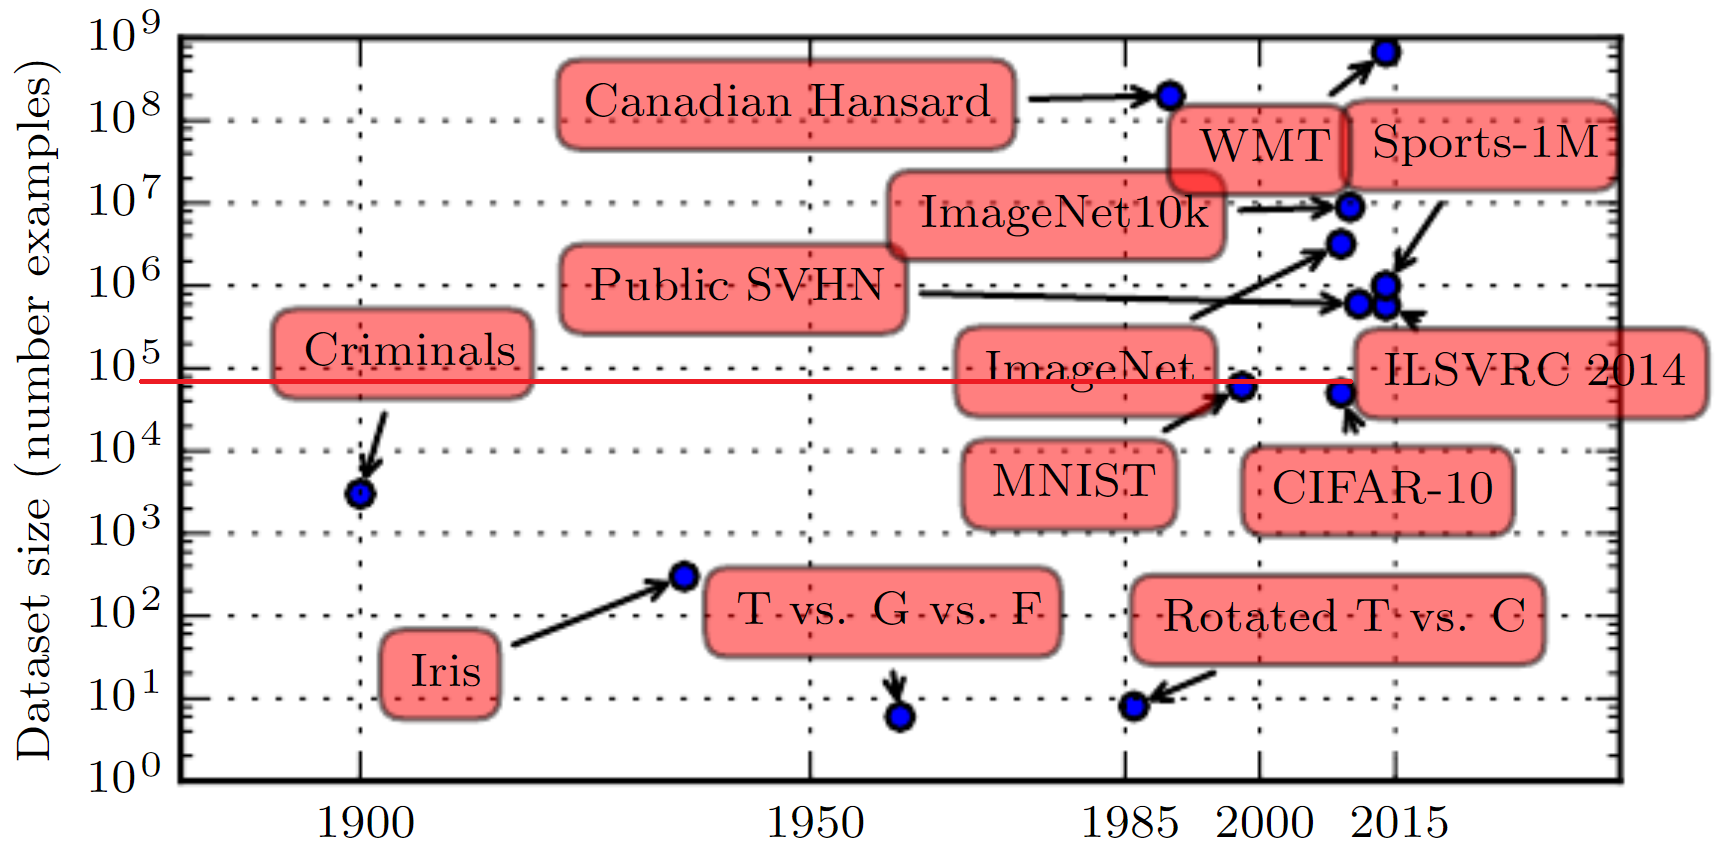 Dataset size (number examples)
10^9
10^8
10^7
10^6
10^5
10^4
10^3
10^2
10^1
10^0
Canadian Hansard
WMT
Sports-1M
ImageNet10k
Public SVHN
Criminals
ImageNet
ILSVRC 2014
MNIST
CIFAR-10
T vs. G vs. F
Rotated T vs. C
Iris
1900 1950 1985 2000 2015